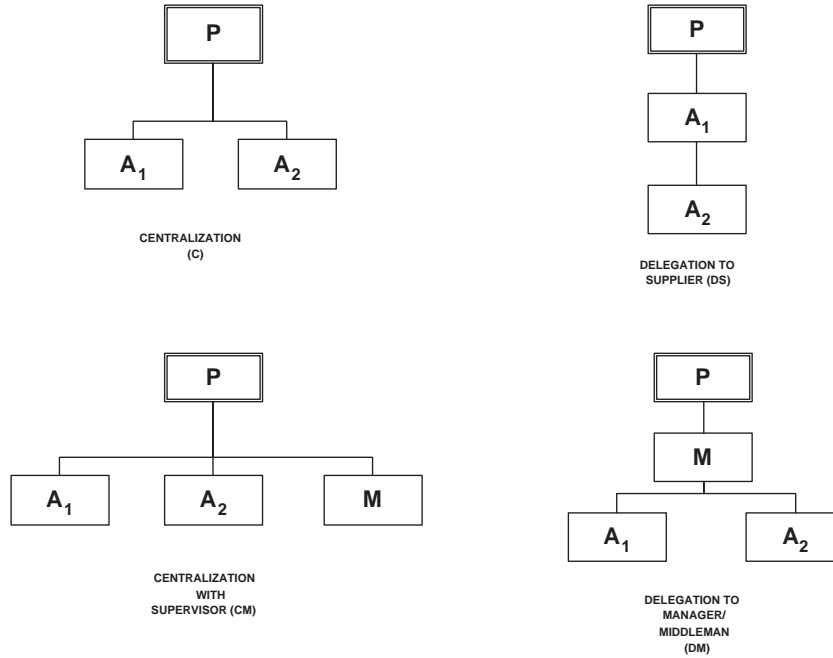 P
A1
A2
CENTRALIZATION
(C)
P
A1
A2
DELEGATION TO
SUPPLIER (DS)
P
A1
A2
M
CENTRALIZATION
WITH
SUPERVISOR (CM)
P
M
A1
A2
DELEGATION TO
MANAGER/
MIDDLEMAN
(DM)